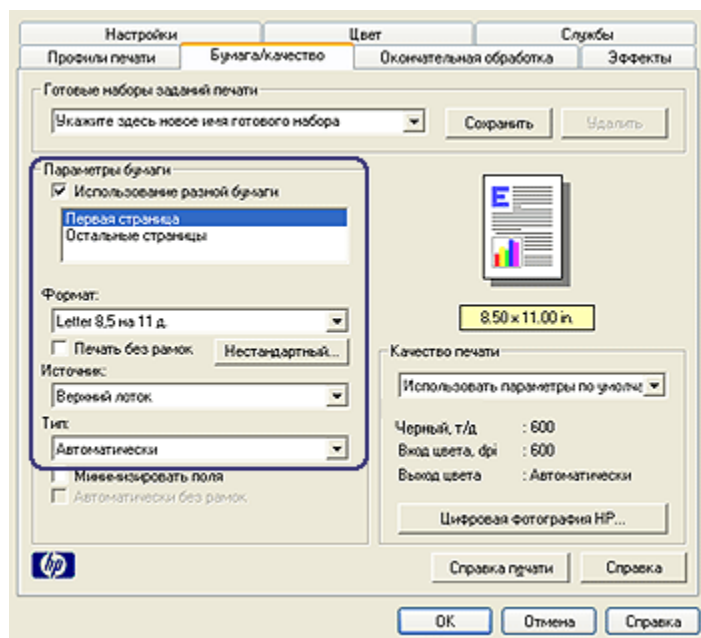 Настройки Цвет Службы
Профили печати Бумага/качество Окончательная обработка Эффекты
Готовые наборы заданий печати
Укажите здесь новое имя готового набора Сохранить Удалить
Параметры бумаги
Использование разной бумаги
Первая страница
Остальные страницы
E
Формат:
Letter 8,5 на 11 д.
8.50 x 11.00 in.
Печать без рамок Нестандартный...
Источник:
Верхний лоток
Тип:
Автоматически
Минимизировать поля
Автоматически без рамок
Качество печати
Использовать параметры по умолча
Черный, т/д : 600
Вход цвета, dpi : 600
Выход цвета : Автоматически
Цифровая фотография HP...
hp
Справка печати Справка
OK Отмена Справка